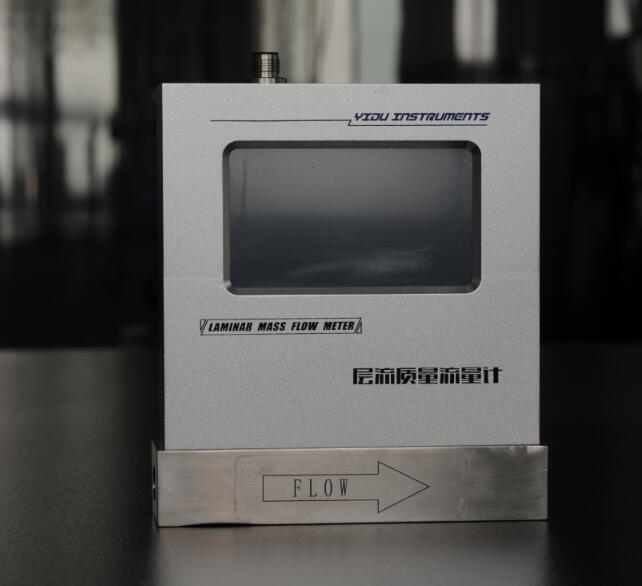 YIDU INSTRUMENTS
LAMINAR MASS FLOW METER
层流质量流量计
FLOW